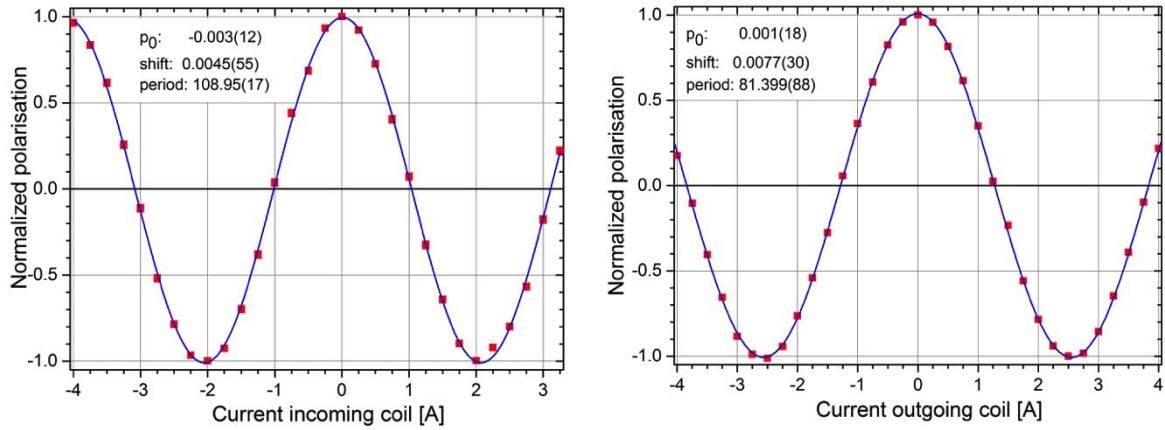 Normalized polarisation
1.0
0.5
0.0
-0.5
-1.0
p0: -0.003(12)
shift: 0.0045(55)
period: 108.95(17)
-4 -3 -2 -1 0 1 2 3
Current incoming coil [A]
Normalized polarisation
1.0
0.5
0.0
-0.5
-1.0
p0: 0.001(18)
shift: 0.0077(30)
period: 81.399(88)
-4 -3 -2 -1 0 1 2 3 4
Current outgoing coil [A]